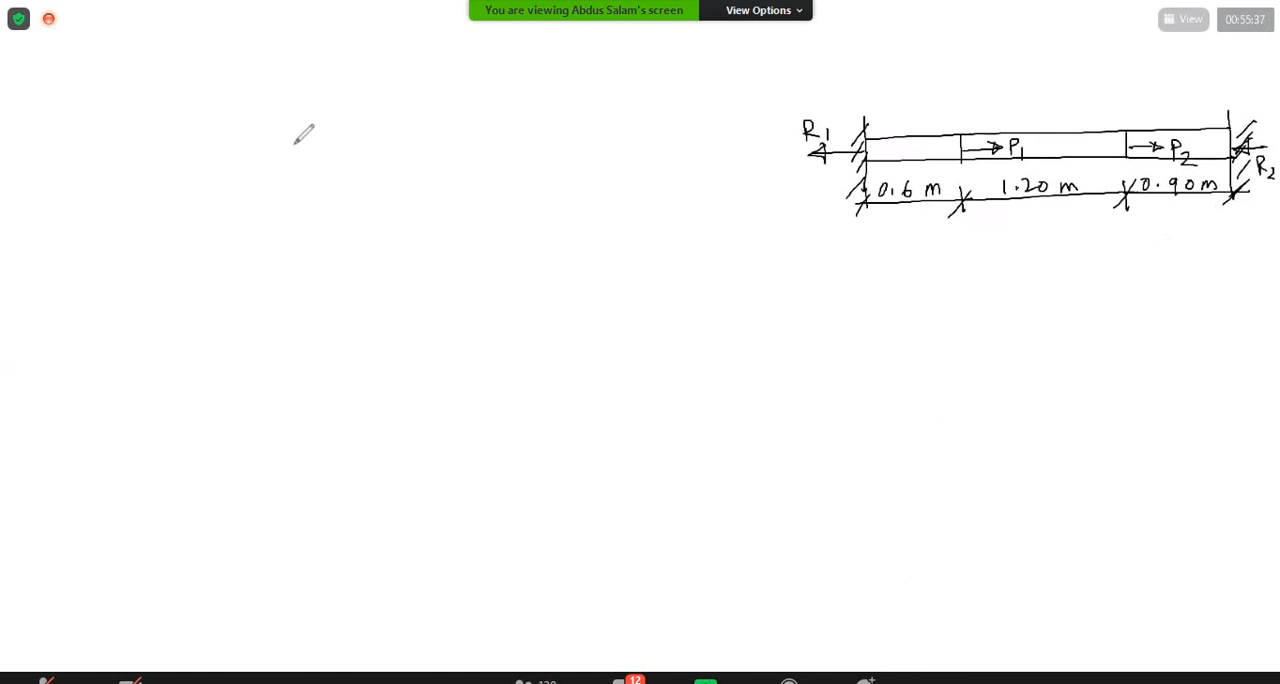 You are viewing Abdus Salam's screen View Options
View 00:55:37
R1 P1 P2 R2
0.6 m 1.20 m 0.90 m
12